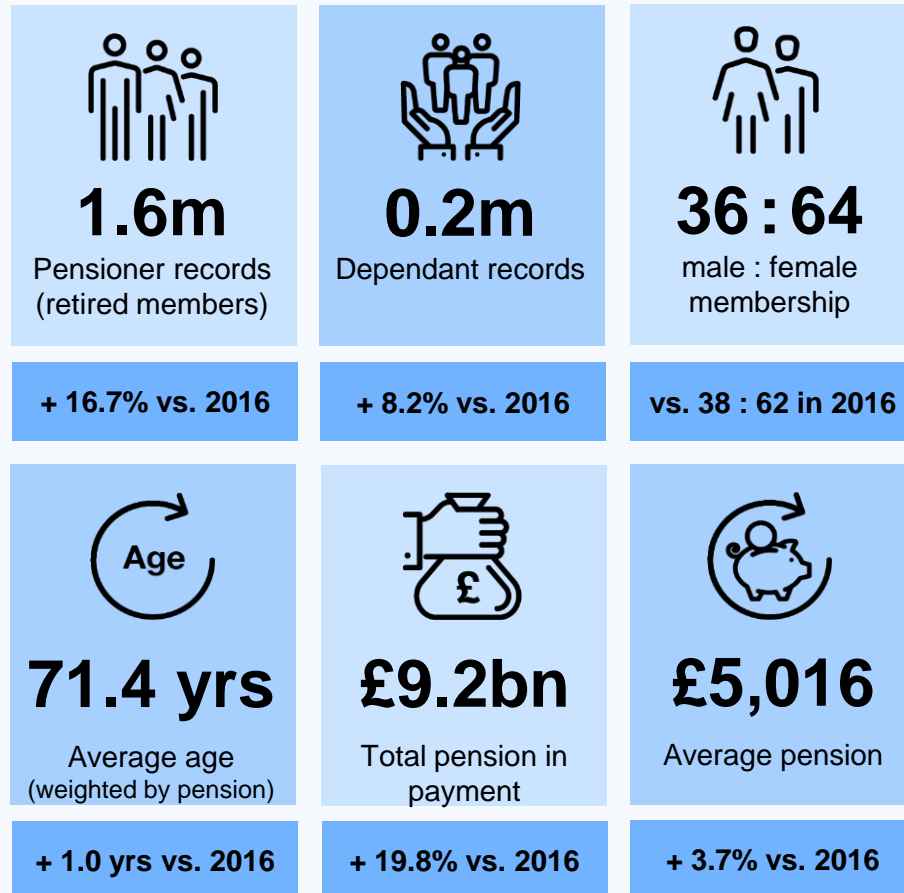 1.6m
Pensioner records
(retired members)
+ 16.7% vs. 2016
0.2m
Dependant records
+ 8.2% vs. 2016
36 : 64
male : female
membership
vs. 38 : 62 in 2016
Age
71.4 yrs
Average age
(weighted by pension)
+ 1.0 yrs vs. 2016
£
£9.2bn
Total pension in
payment
+ 19.8% vs. 2016
£5,016
Average pension
+ 3.7% vs. 2016